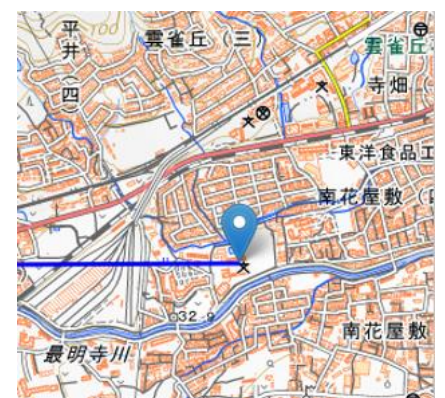 平井(四)
雲雀丘(三
雲雀丘
寺畑(
東洋食品工
南花屋敷(
32.9
最明寺川
南花屋敷